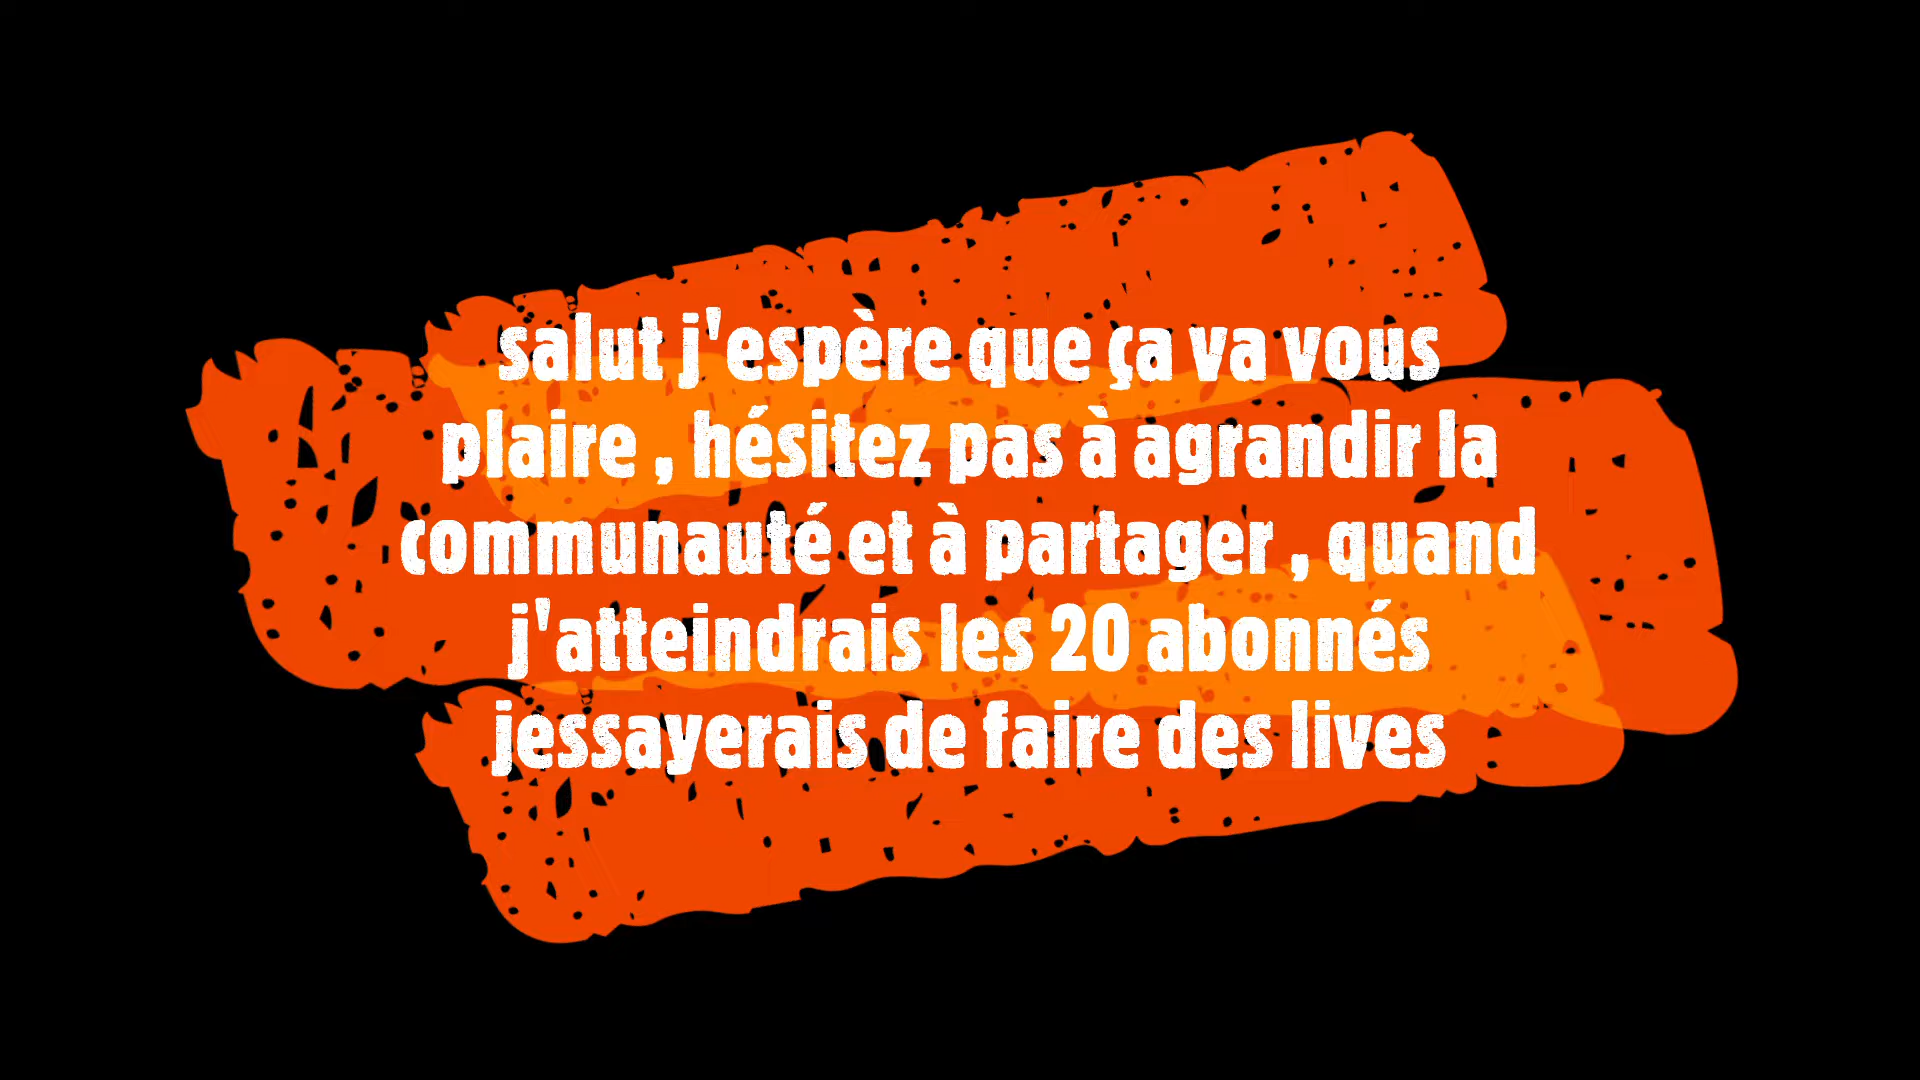 salut j'espère que ça va vous
plaire , hésitez pas à agrandir la
communauté et à partager , quand
j'atteindrais les 20 abonnés
jessayerais de faire des lives